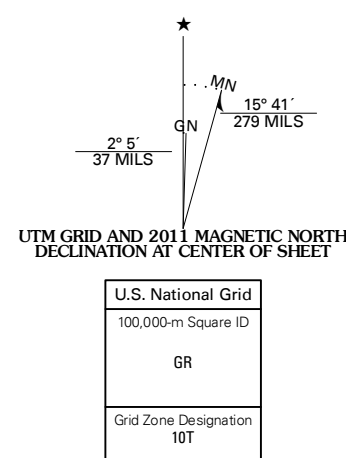 ★
MN
15° 41´
279 MILS
GN
2° 5´
37 MILS
UTM GRID AND 2011 MAGNETIC NORTH
DECLINATION AT CENTER OF SHEET
U.S. National Grid
100,000-m Square ID
GR
Grid Zone Designation
10T